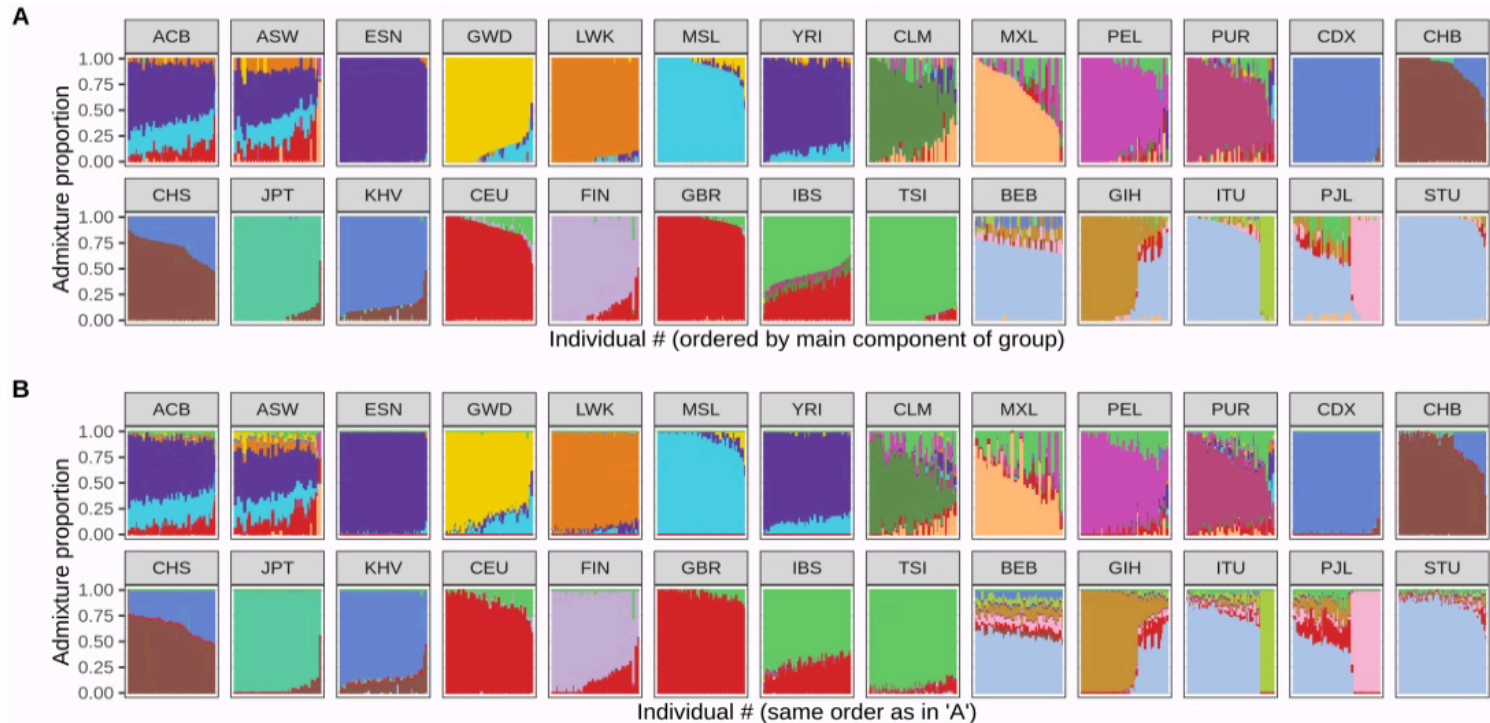 A
ACB ASW ESN GWD LWK MSL YRI CLM MXL PEL PUR CDX CHB
1.00
0.75
0.50
0.25
0.00
CHS JPT KHV CEU FIN GBR IBS TSI BEB GIH ITU PJL STU
1.00
0.75
0.50
0.25
0.00
Admixture proportion
Individual # (ordered by main component of group)
B
ACB ASW ESN GWD LWK MSL YRI CLM MXL PEL PUR CDX CHB
1.00
0.75
0.50
0.25
0.00
CHS JPT KHV CEU FIN GBR IBS TSI BEB GIH ITU PJL STU
1.00
0.75
0.50
0.25
0.00
Admixture proportion
Individual # (same order as in 'A')